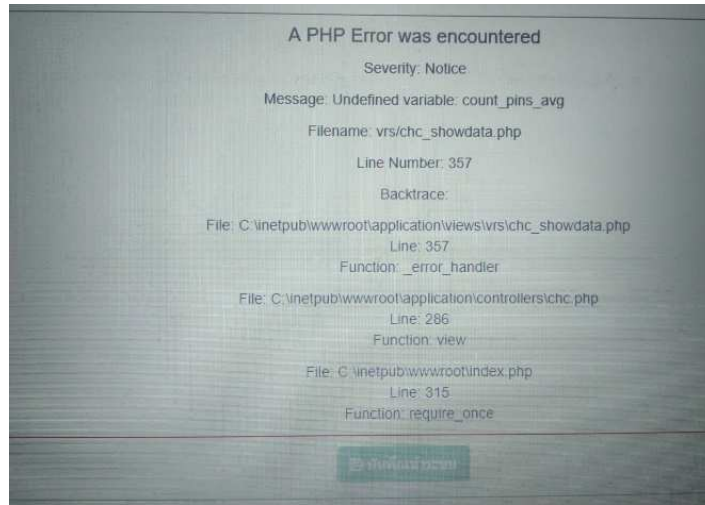 A PHP Error was encountered
Severity: Notice
Message: Undefined variable: count_pins_avg
Filename: vrs/chc_showdata.php
Line Number: 357
Backtrace:
File: C:\inetpub\wwwroot\application\views\vrs\chc_showdata.php
Line: 357
Function: _error_handler
File: C:\inetpub\wwwroot\application\controllers\chc.php
Line: 286
Function: view
File: C:\inetpub\wwwroot\index.php
Line: 315
Function: require_once